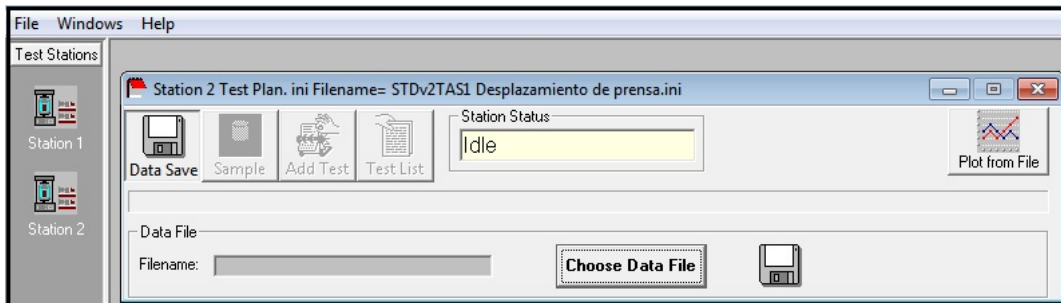 File Windows Help
Test Stations
Station 1
Station 2
Station 2 Test Plan. ini Filename= STDv2TAS1 Desplazamiento de prensa.ini
Data Save Sample Add Test Test List
Station Status
Idle
Plot from File
Data File
Filename:
Choose Data File